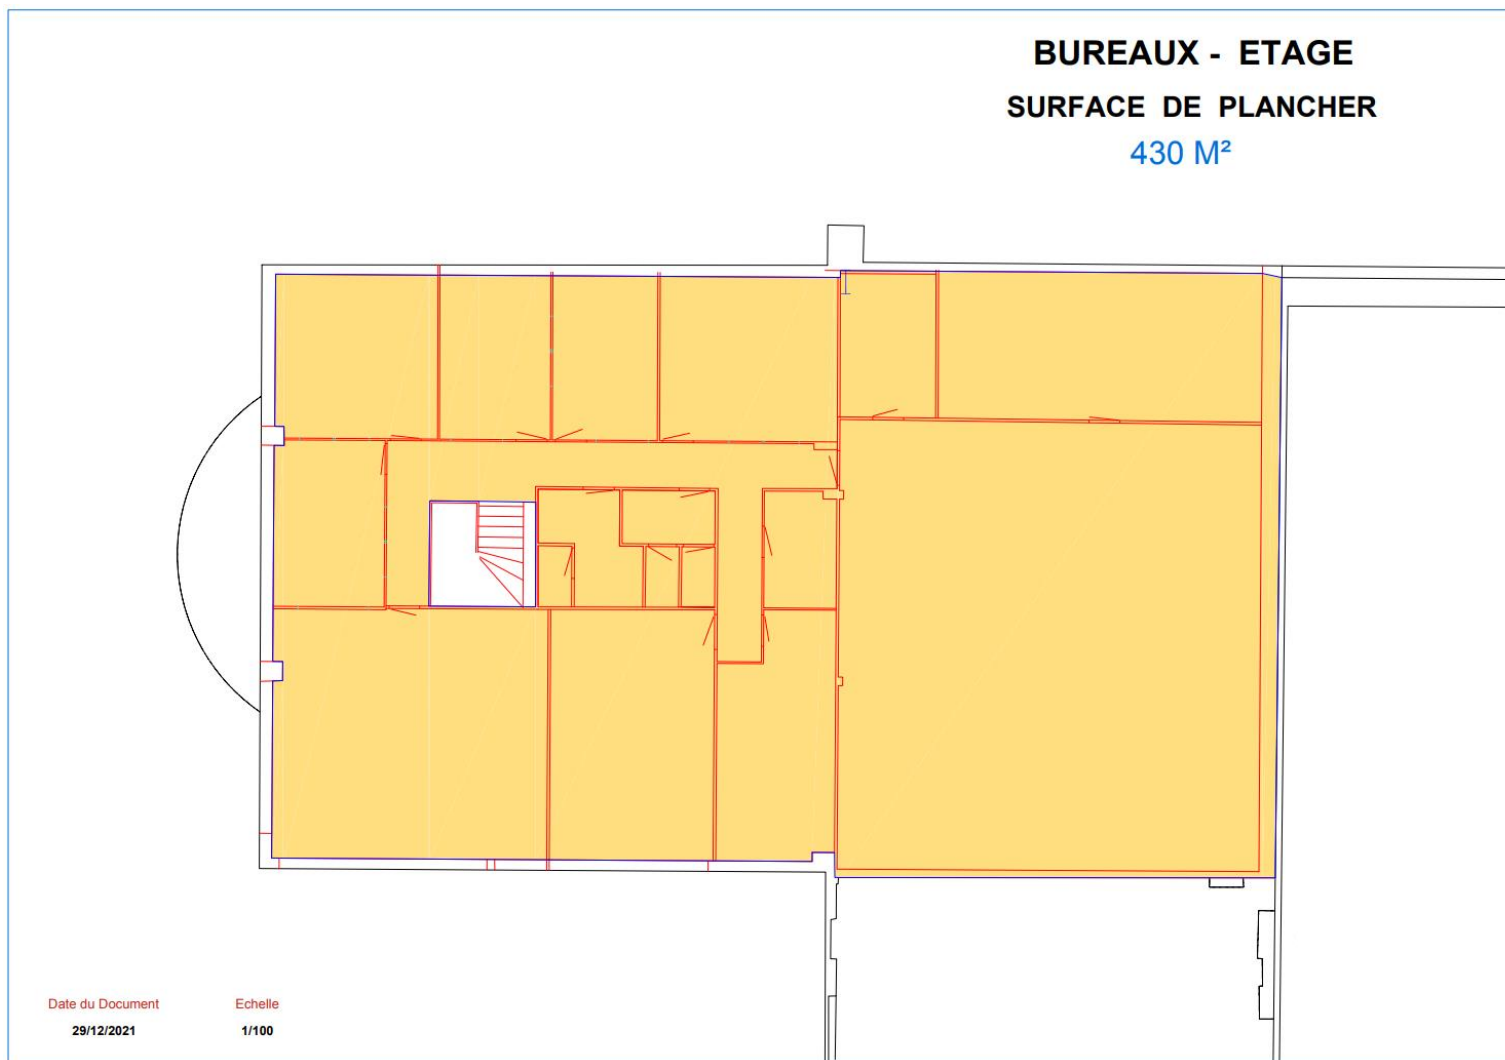 BUREAUX - ETAGE
SURFACE DE PLANCHER
430 M²
Date du Document
Echelle
29/12/2021
1/100